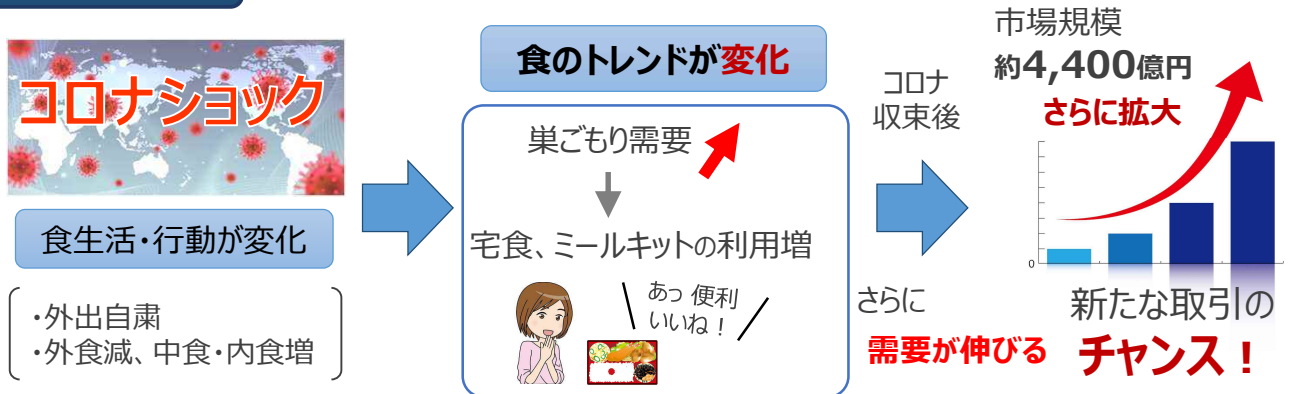 コロナショック
食生活・行動が変化
・外出自粛
・外食減、中食・内食増
食のトレンドが変化
巣ごもり需要
宅食、ミールキットの利用増
あっ 便利
いいね！
コロナ
収束後
さらに
需要が伸びる
市場規模
約4,400億円
さらに拡大
0
新たな取引の
チャンス！